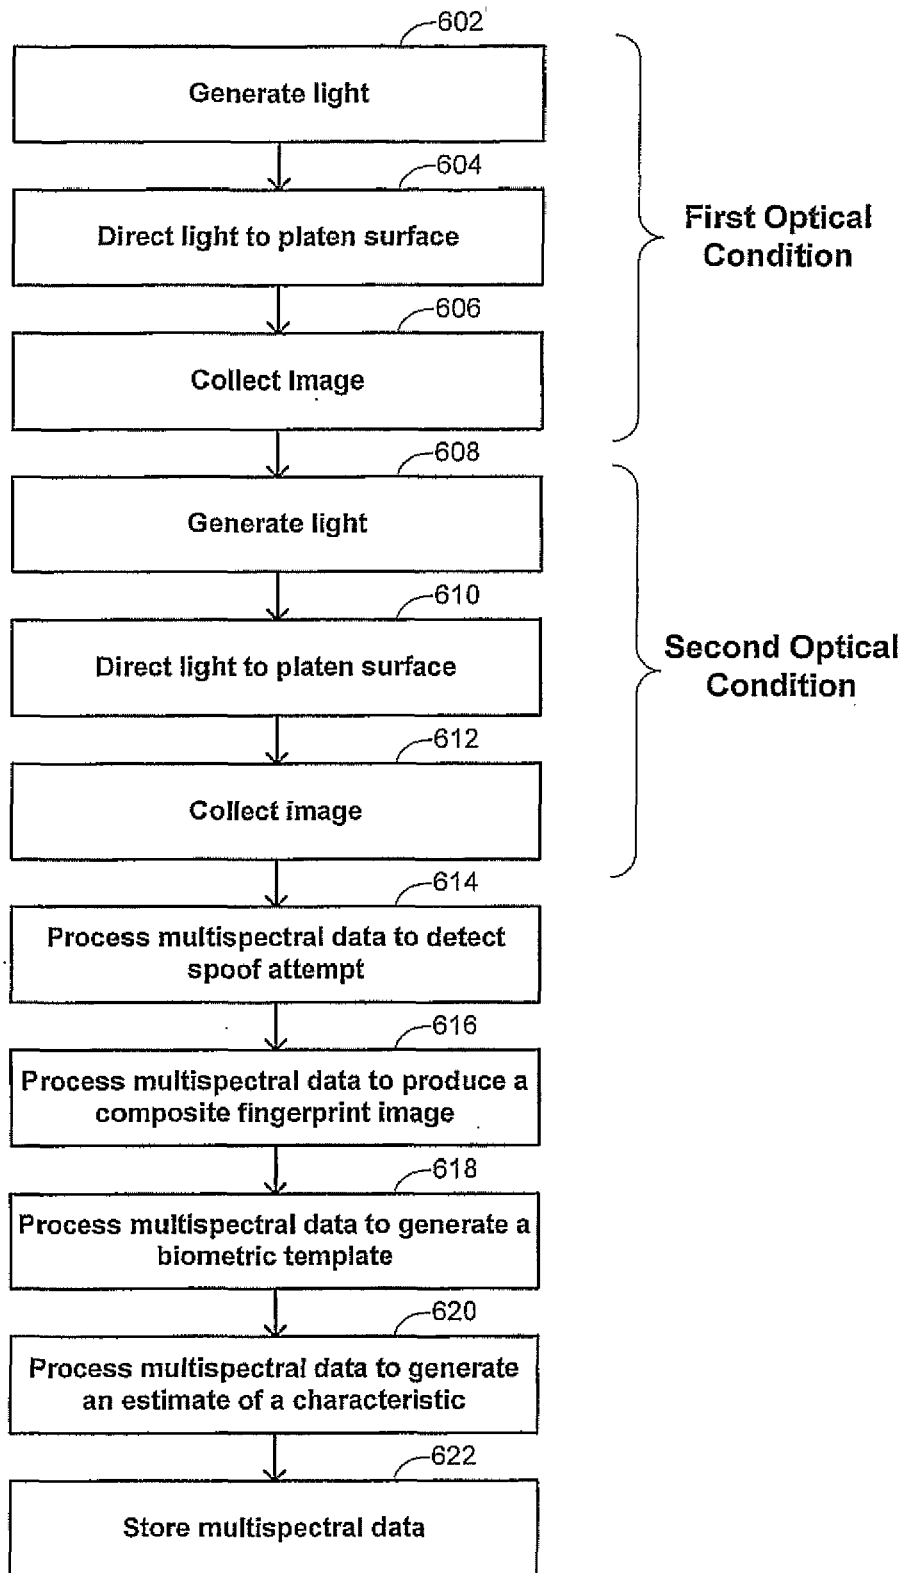 602
Generate light
604
Direct light to platen surface
606
Collect Image
First Optical
Condition
608
Generate light
610
Direct light to platen surface
612
Collect image
Second Optical
Condition
614
Process multispectral data to detect
spoof attempt
616
Process multispectral data to produce a
composite fingerprint image
618
Process multispectral data to generate a
biometric template
620
Process multispectral data to generate
an estimate of a characteristic
622
Store multispectral data